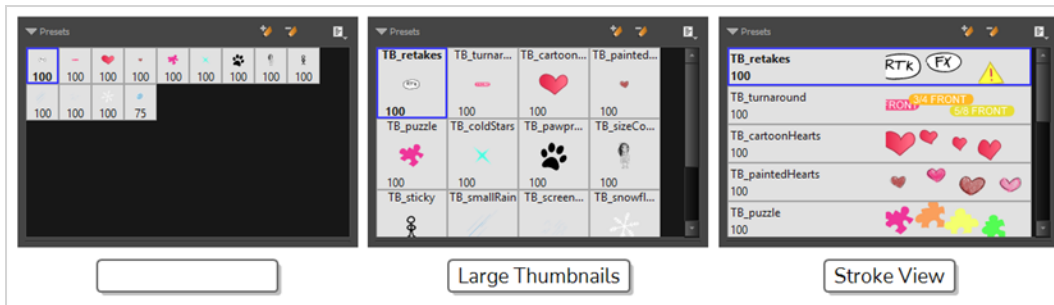 Presets
100 100 100 100 100 100 100 100 100
100 100 100 75
Presets
TB_retakes TB_turnar... TB_cartoon... TB_painted...
RTK
100 100 100 100
TB_puzzle TB_coldStars TB_pawpr... TB_sizeCo...
100 100 100 100
TB_sticky TB_smallRain TB_screen... TB_snowfl...
Presets
TB_retakes
100
RTK FX
TB_turnaround
100
FRONT 3/4 FRONT
5/8 FRONT
TB_cartoonHearts
100
TB_paintedHearts
100
TB_puzzle
100
Large Thumbnails
Stroke View